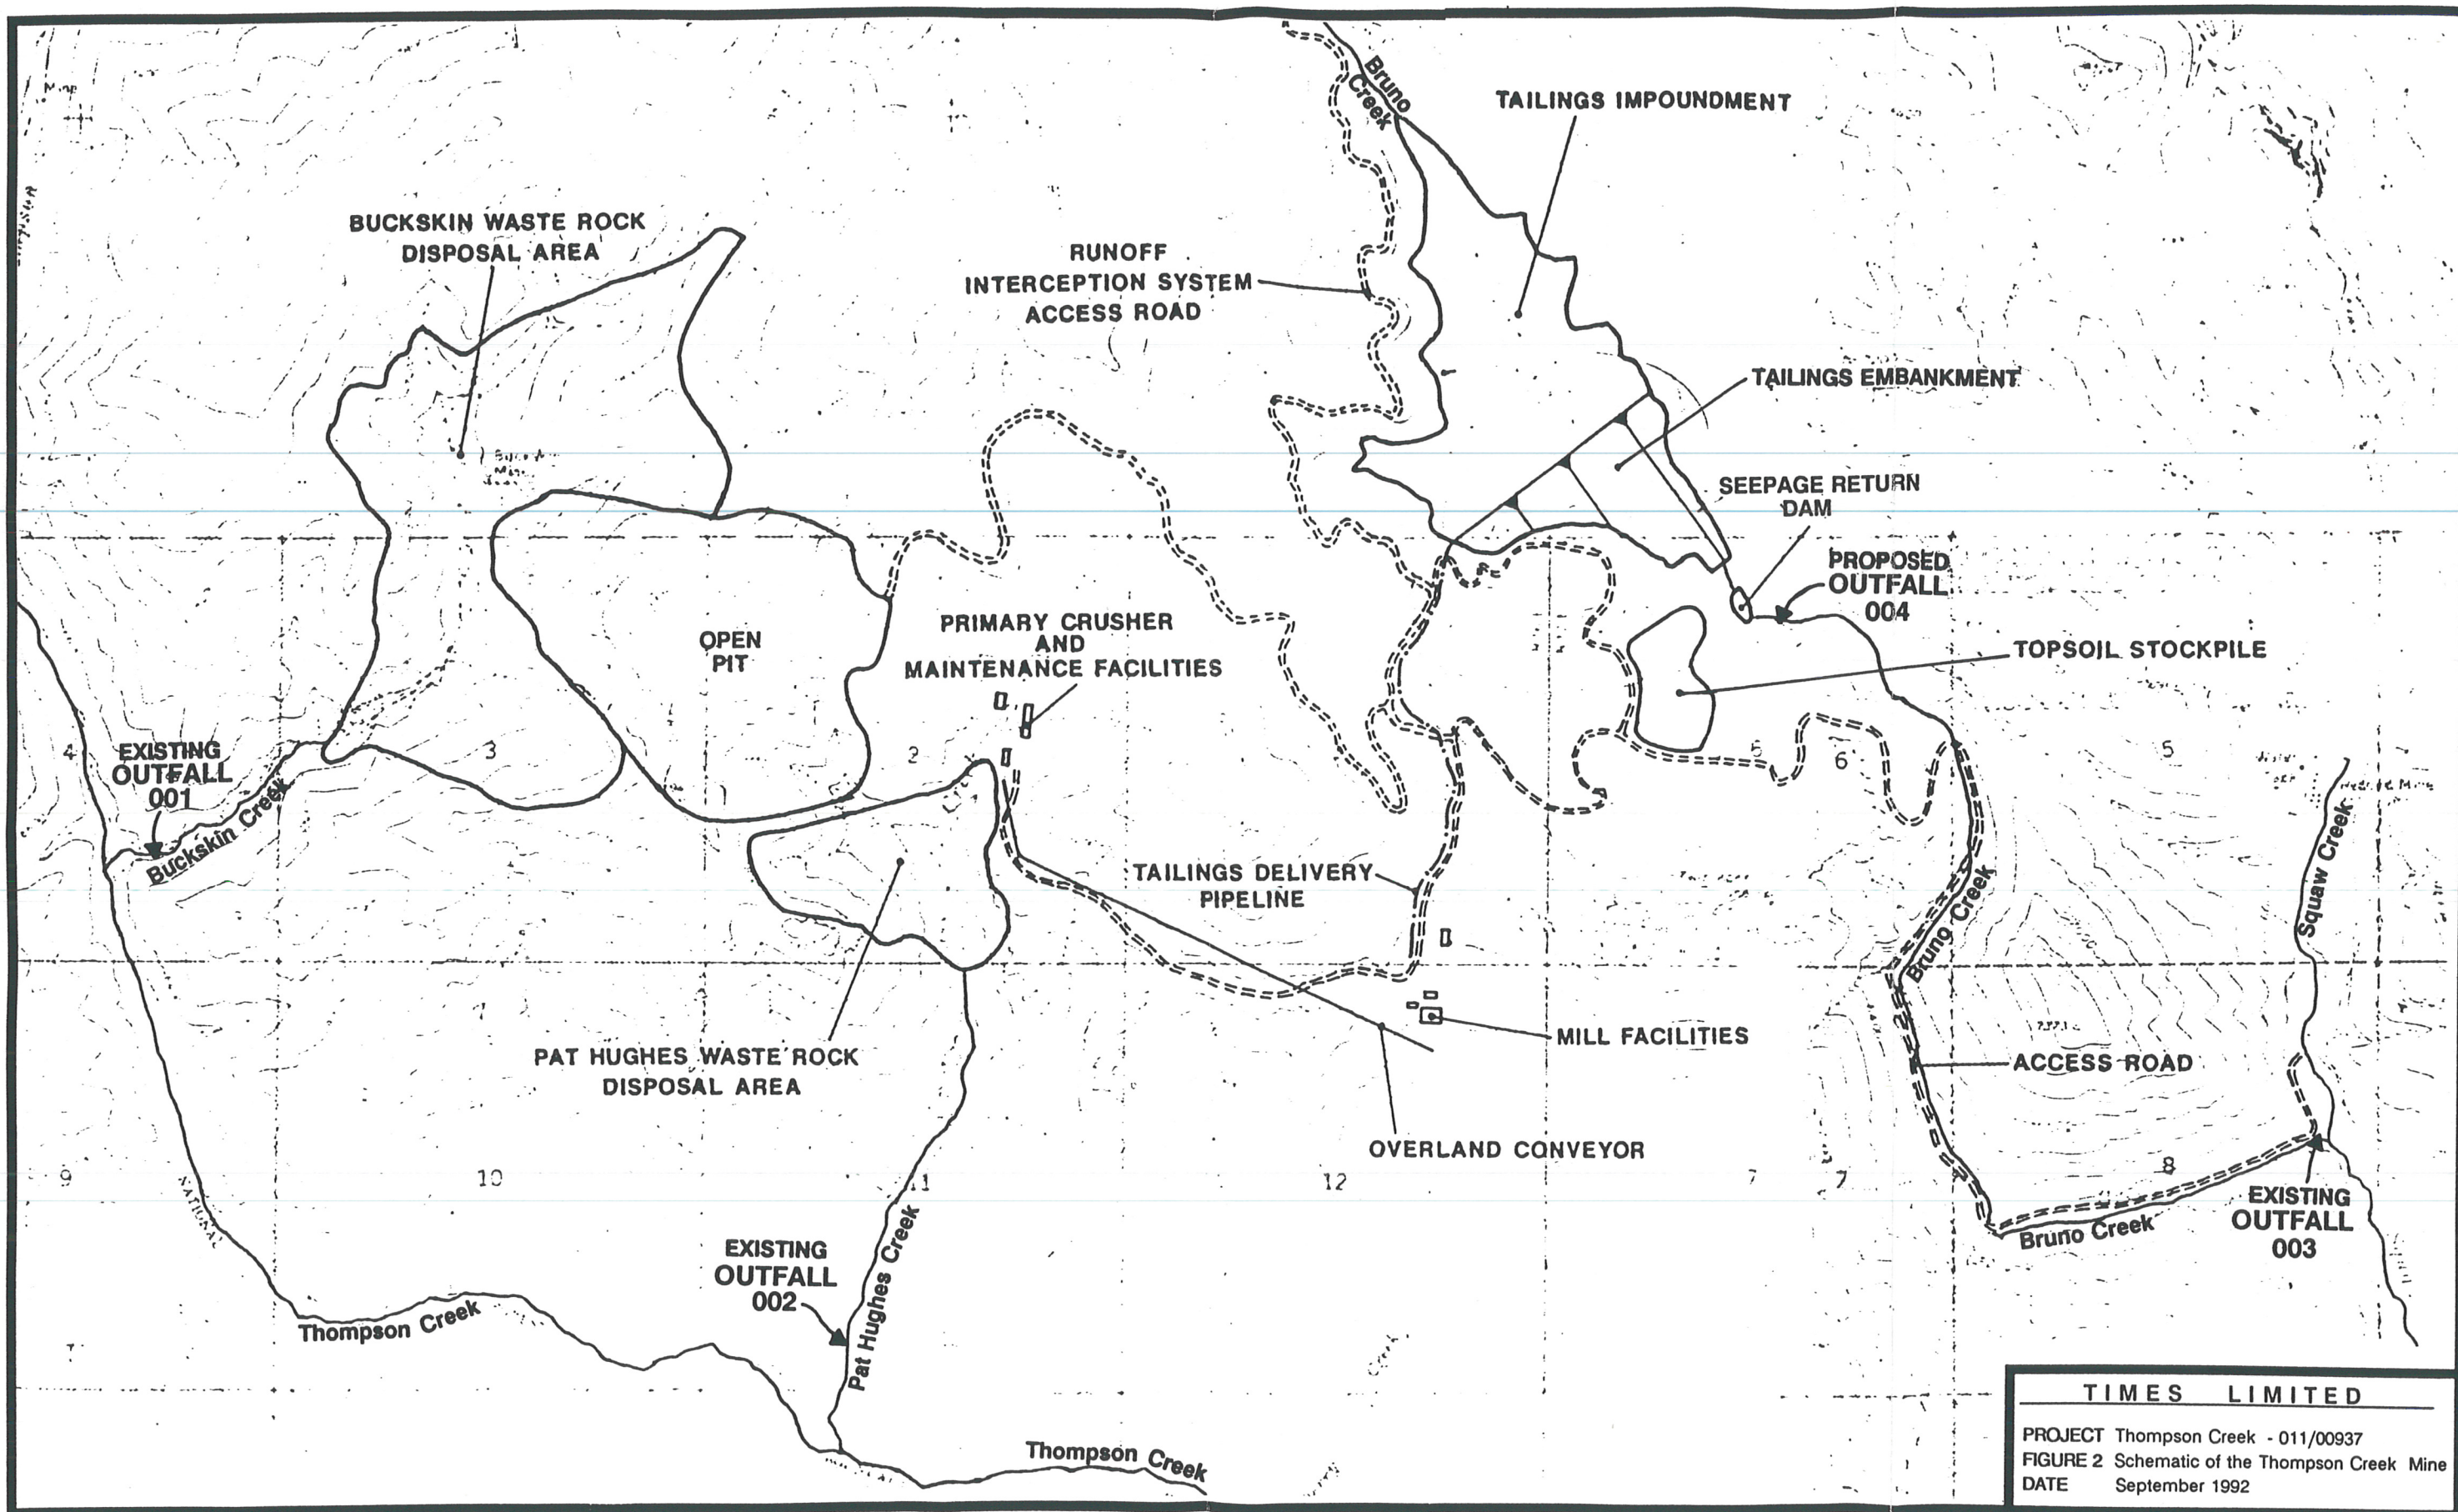 Bruno
Creek
TAILINGS IMPOUNDMENT
BUCKSKIN WASTE ROCK
DISPOSAL AREA
RUNOFF
INTERCEPTION SYSTEM
ACCESS ROAD
TAILINGS EMBANKMENT
SEEPAGE RETURN
DAM
PROPOSED
OUTFALL
004
OPEN
PIT
PRIMARY CRUSHER
AND
MAINTENANCE FACILITIES
TOPSOIL STOCKPILE
4
3
2
5
6
5
EXISTING
OUTFALL
001
Buckskin Creek
TAILINGS DELIVERY
PIPELINE
Bruno Creek
Squaw Creek
PAT HUGHES WASTE ROCK
DISPOSAL AREA
MILL FACILITIES
ACCESS ROAD
OVERLAND CONVEYOR
9
10
11
12
7
7
8
NATIONAL
EXISTING
OUTFALL
002
Pat Hughes Creek
Bruno Creek
EXISTING
OUTFALL
003
Thompson Creek
Thompson Creek
TIMES LIMITED
PROJECT Thompson Creek - 011/00937
FIGURE 2 Schematic of the Thompson Creek Mine
DATE September 1992